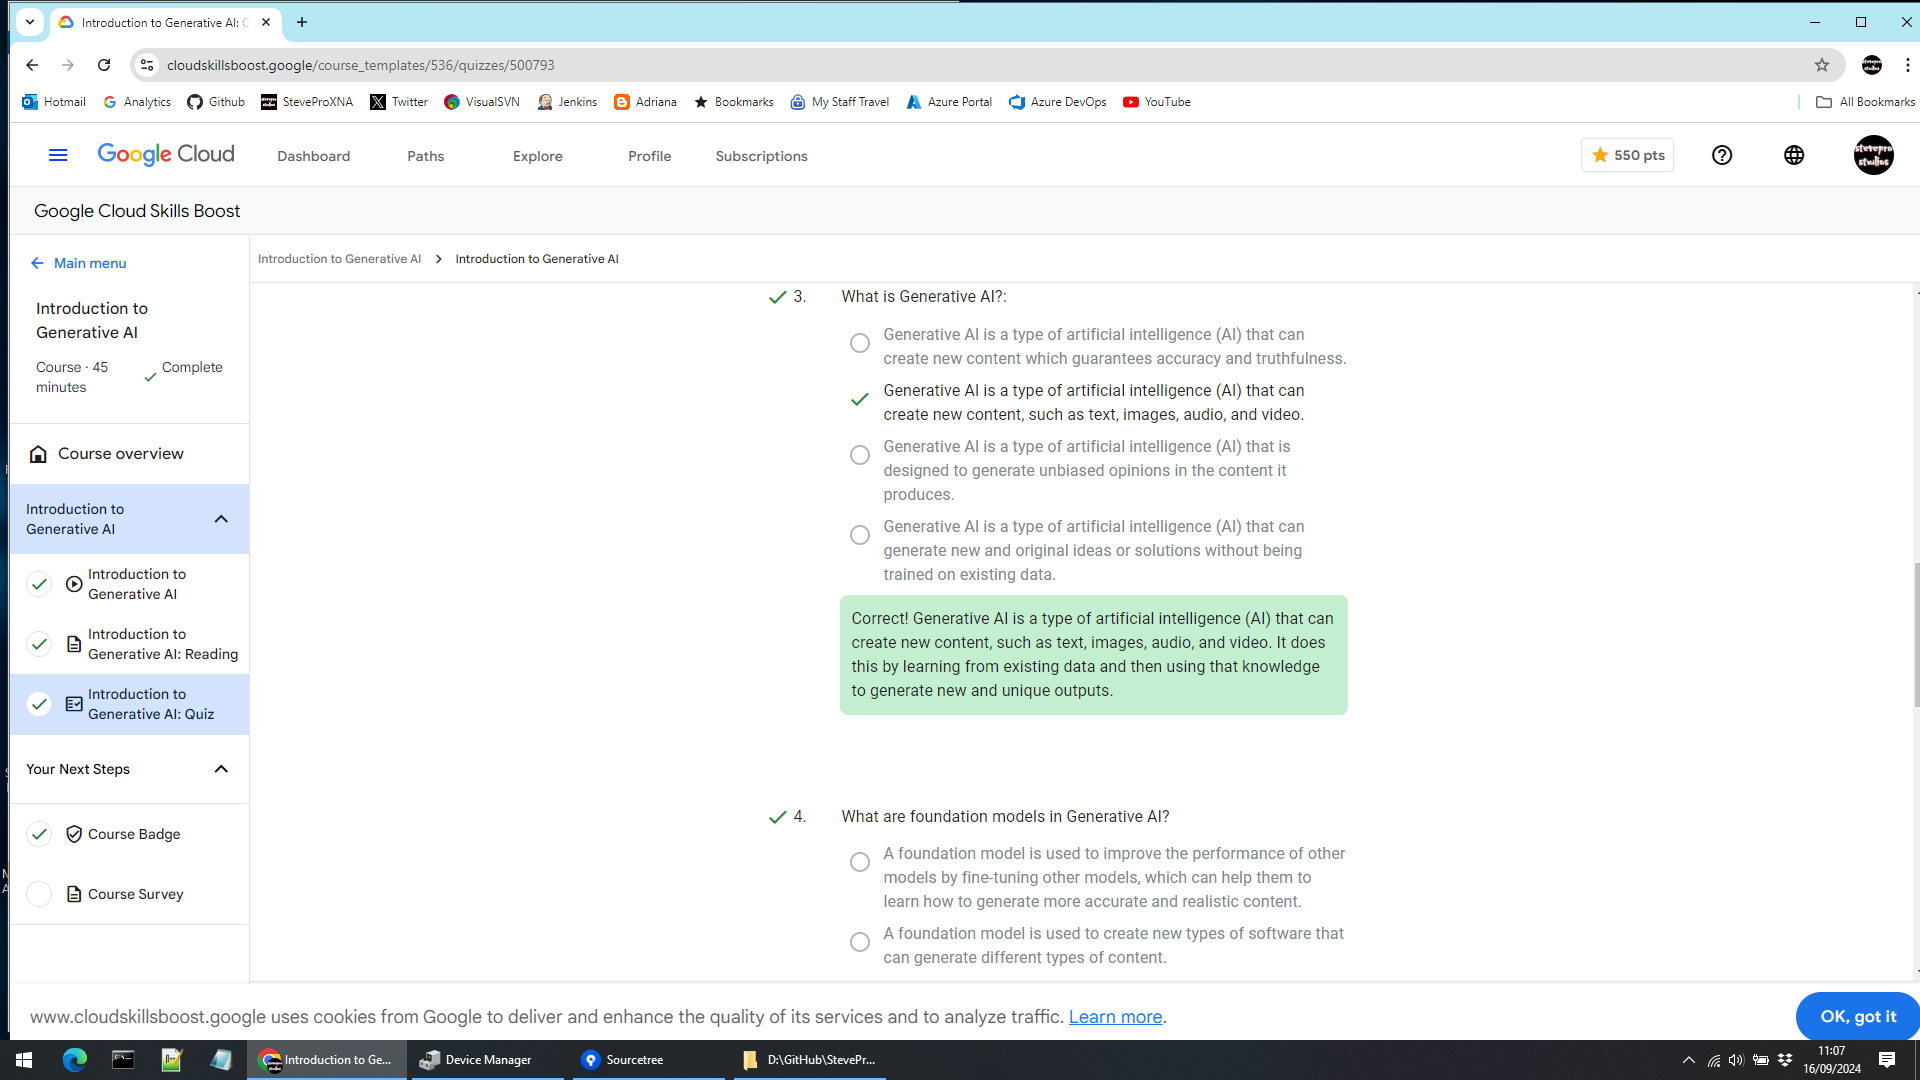 Introduction to Generative AI: C
cloudskillsboost.google/course_templates/536/quizzes/500793
Hotmail
Analytics
Github
SteveProXNA
Twitter
VisualSVN
Jenkins
Adriana
Bookmarks
My Staff Travel
Azure Portal
Azure DevOps
YouTube
All Bookmarks
Google Cloud
Dashboard
Paths
Explore
Profile
Subscriptions
550 pts
stevepro
studios
Google Cloud Skills Boost
Main menu
Introduction to
Generative AI
Course · 45
minutes
Complete
Course overview
Introduction to
Generative AI
Introduction to
Generative AI
Introduction to
Generative AI: Reading
Introduction to
Generative AI: Quiz
Your Next Steps
Course Badge
Course Survey
Introduction to Generative AI
Introduction to Generative AI
3.
What is Generative AI?:
Generative AI is a type of artificial intelligence (AI) that can
create new content which guarantees accuracy and truthfulness.
Generative AI is a type of artificial intelligence (AI) that can
create new content, such as text, images, audio, and video.
Generative AI is a type of artificial intelligence (AI) that is
designed to generate unbiased opinions in the content it
produces.
Generative AI is a type of artificial intelligence (AI) that can
generate new and original ideas or solutions without being
trained on existing data.
Correct! Generative AI is a type of artificial intelligence (AI) that can
create new content, such as text, images, audio, and video. It does
this by learning from existing data and then using that knowledge
to generate new and unique outputs.
4.
What are foundation models in Generative AI?
A foundation model is used to improve the performance of other
models by fine-tuning other models, which can help them to
learn how to generate more accurate and realistic content.
A foundation model is used to create new types of software that
can generate different types of content.
www.cloudskillsboost.google uses cookies from Google to deliver and enhance the quality of its services and to analyze traffic. Learn more.
OK, got it
Introduction to Ge...
Device Manager
Sourcetree
D:\GitHub\StevePr...
11:07
16/09/2024